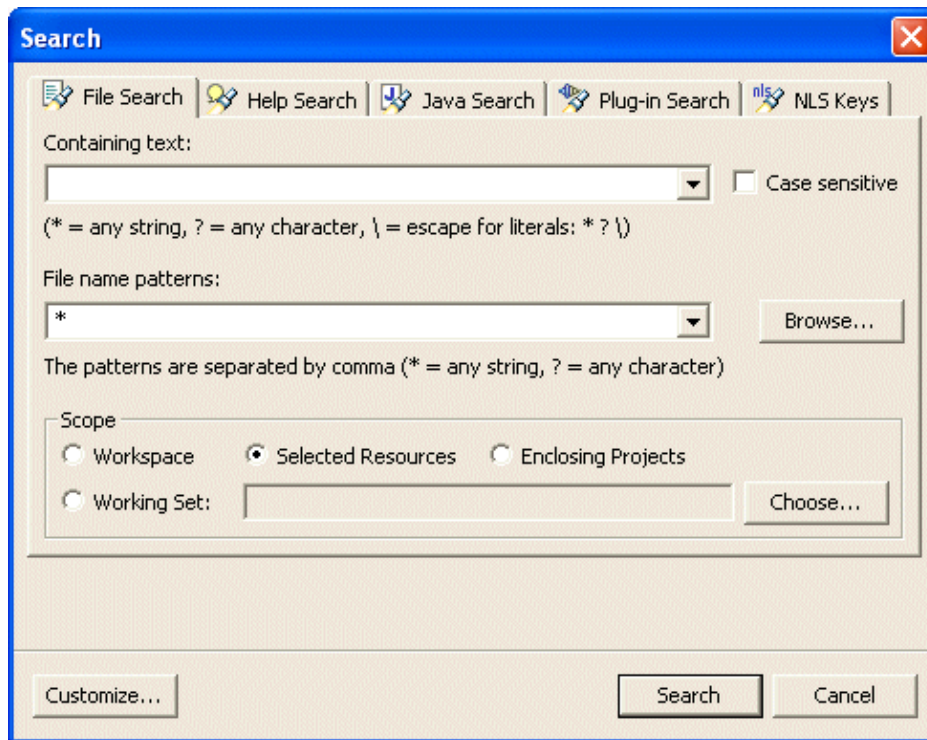 Search
File Search Help Search Java Search Plug-in Search nls NLS Keys
Containing text:
Case sensitive
(* = any string, ? = any character, \ = escape for literals: * ? \)
File name patterns:
* Browse...
The patterns are separated by comma (* = any string, ? = any character)
Scope
Workspace Selected Resources Enclosing Projects
Working Set: Choose...
Customize... Search Cancel